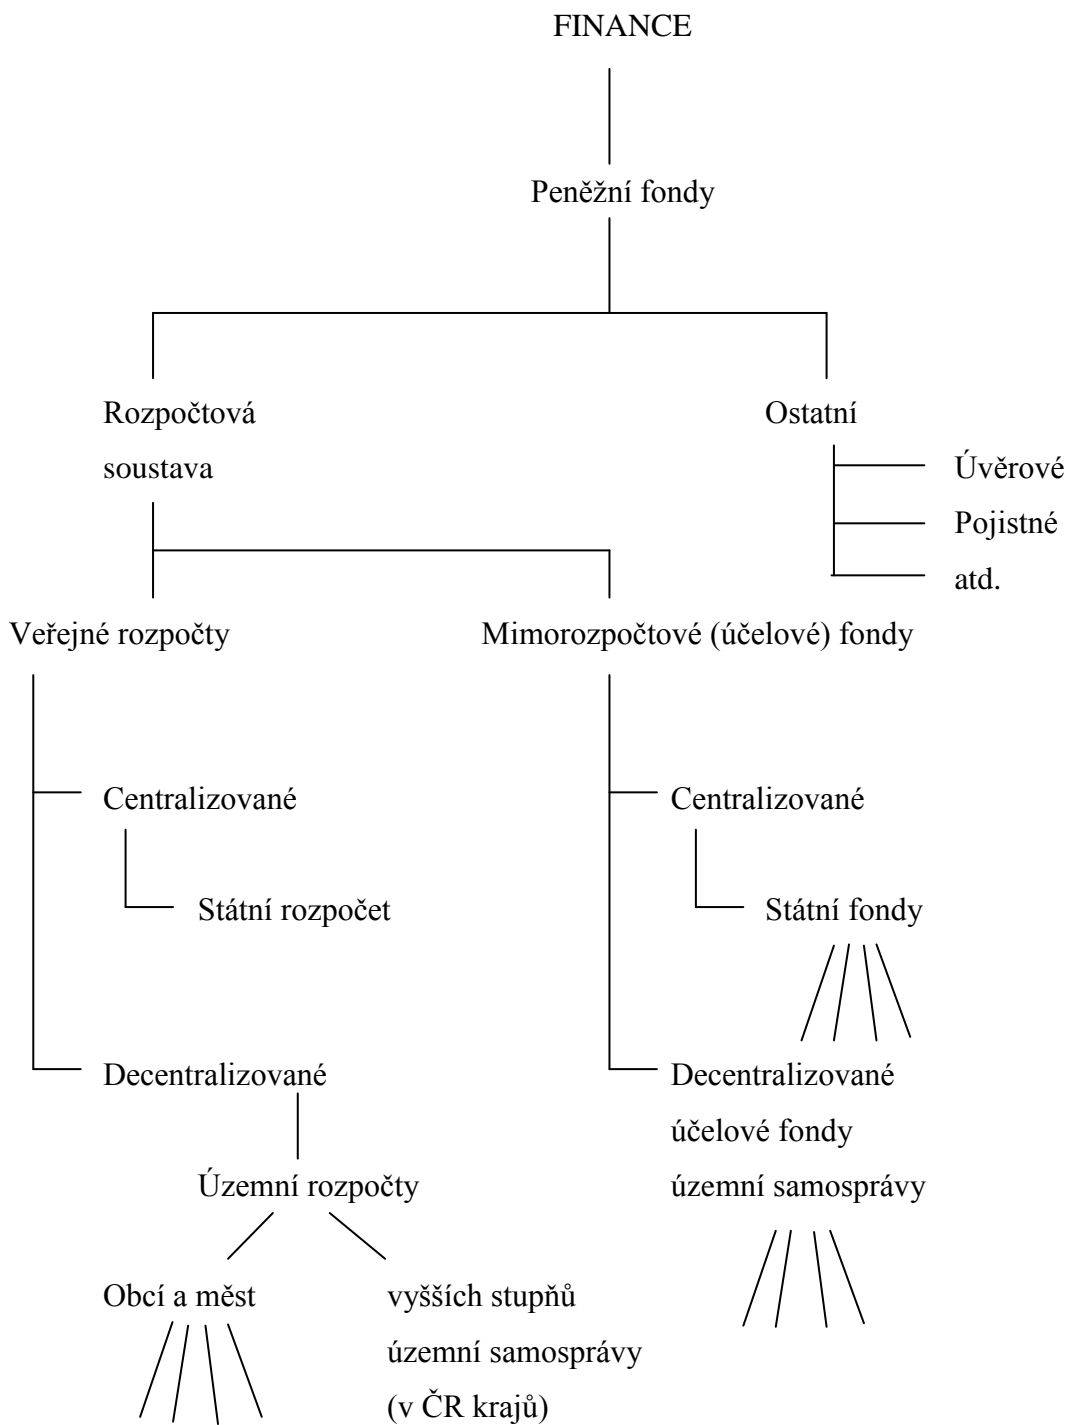 FINANCE
Peněžní fondy
Rozpočtová
soustava
Ostatní
Úvěrové
Pojistné
atd.
Veřejné rozpočty
Mimorozpočtové (účelové) fondy
Centralizované
Státní rozpočet
Centralizované
Státní fondy
Decentralizované
Územní rozpočty
Obcí a měst
vyšších stupňů
územní samosprávy
(v ČR krajů)
Decentralizované
účelové fondy
územní samosprávy